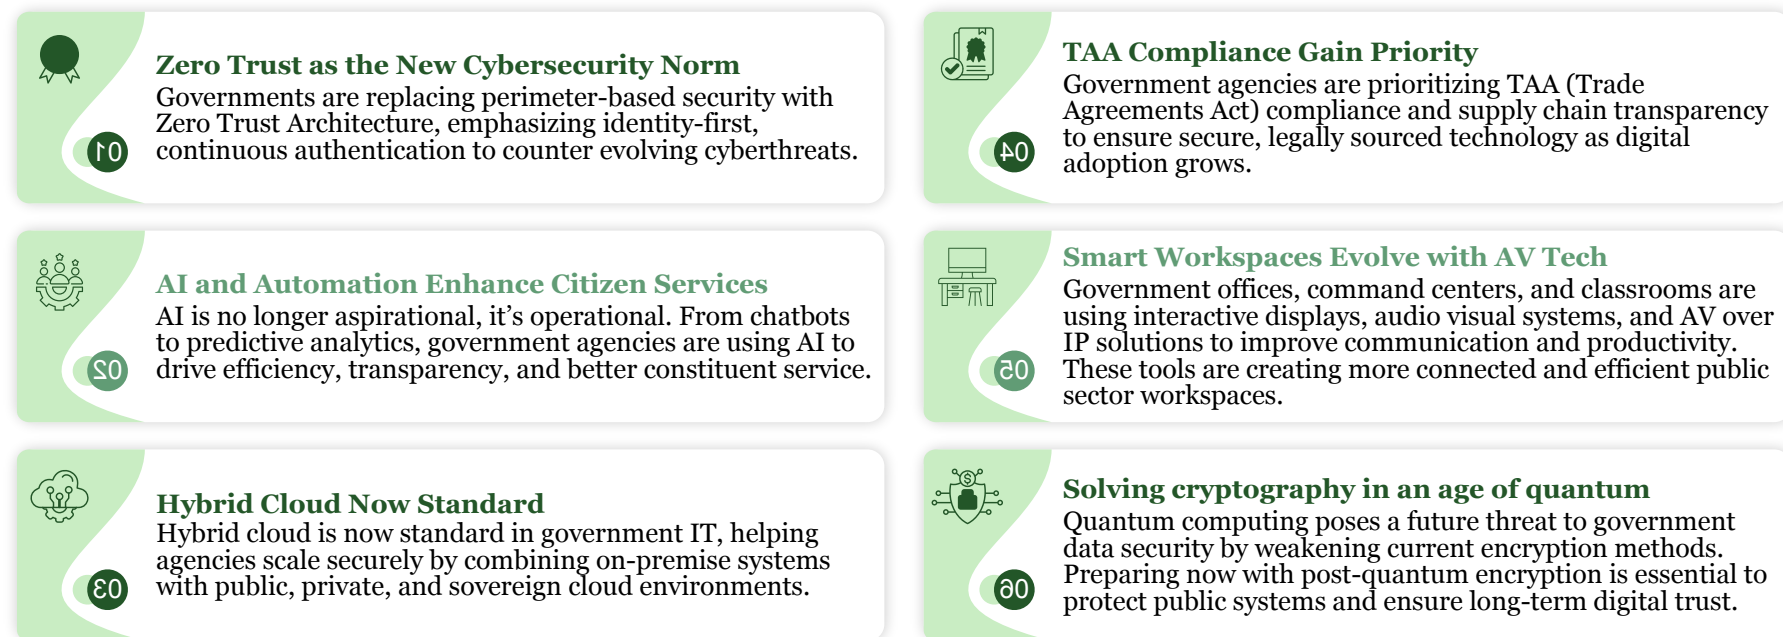 Zero Trust as the New Cybersecurity Norm
Governments are replacing perimeter-based security with
Zero Trust Architecture, emphasizing identity-first,
continuous authentication to counter evolving cyberthreats.
01
AI and Automation Enhance Citizen Services
AI is no longer aspirational, it’s operational. From chatbots
to predictive analytics, government agencies are using AI to
drive efficiency, transparency, and better constituent service.
02
Hybrid Cloud Now Standard
Hybrid cloud is now standard in government IT, helping
agencies scale securely by combining on-premise systems
with public, private, and sovereign cloud environments.
03
TAA Compliance Gain Priority
Government agencies are prioritizing TAA (Trade
Agreements Act) compliance and supply chain transparency
to ensure secure, legally sourced technology as digital
adoption grows.
04
Smart Workspaces Evolve with AV Tech
Government offices, command centers, and classrooms are
using interactive displays, audio visual systems, and AV over
IP solutions to improve communication and productivity.
These tools are creating more connected and efficient public
sector workspaces.
05
$
Solving cryptography in an age of quantum
Quantum computing poses a future threat to government
data security by weakening current encryption methods.
Preparing now with post-quantum encryption is essential to
protect public systems and ensure long-term digital trust.
06